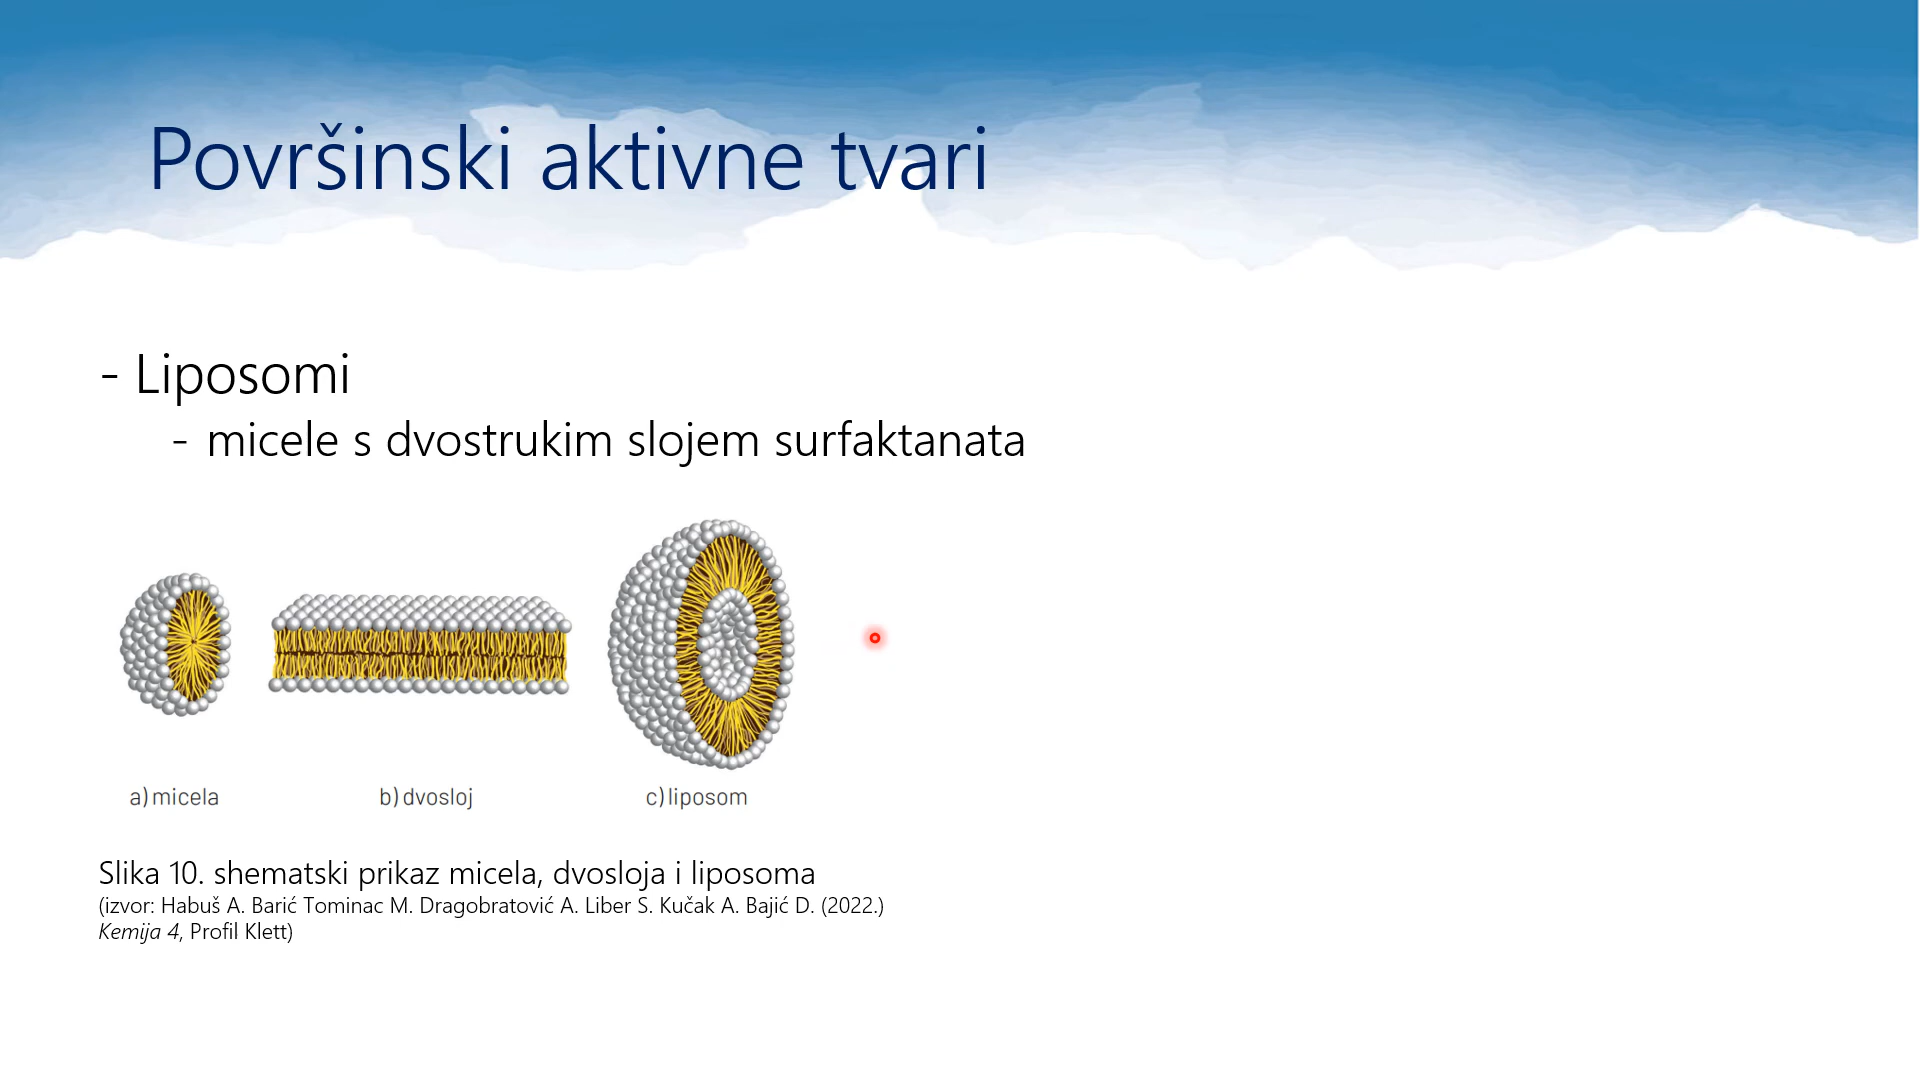 Površinski aktivne tvari
- Liposomi
- micele s dvostrukim slojem surfaktanata
a) micela
b) dvosloj
c) liposom
Slika 10. shematski prikaz micela, dvosloja i liposoma
(izvor: Habuš A. Barić Tominac M. Dragobratović A. Liber S. Kučak A. Bajić D. (2022.)
Kemija 4, Profil Klett)